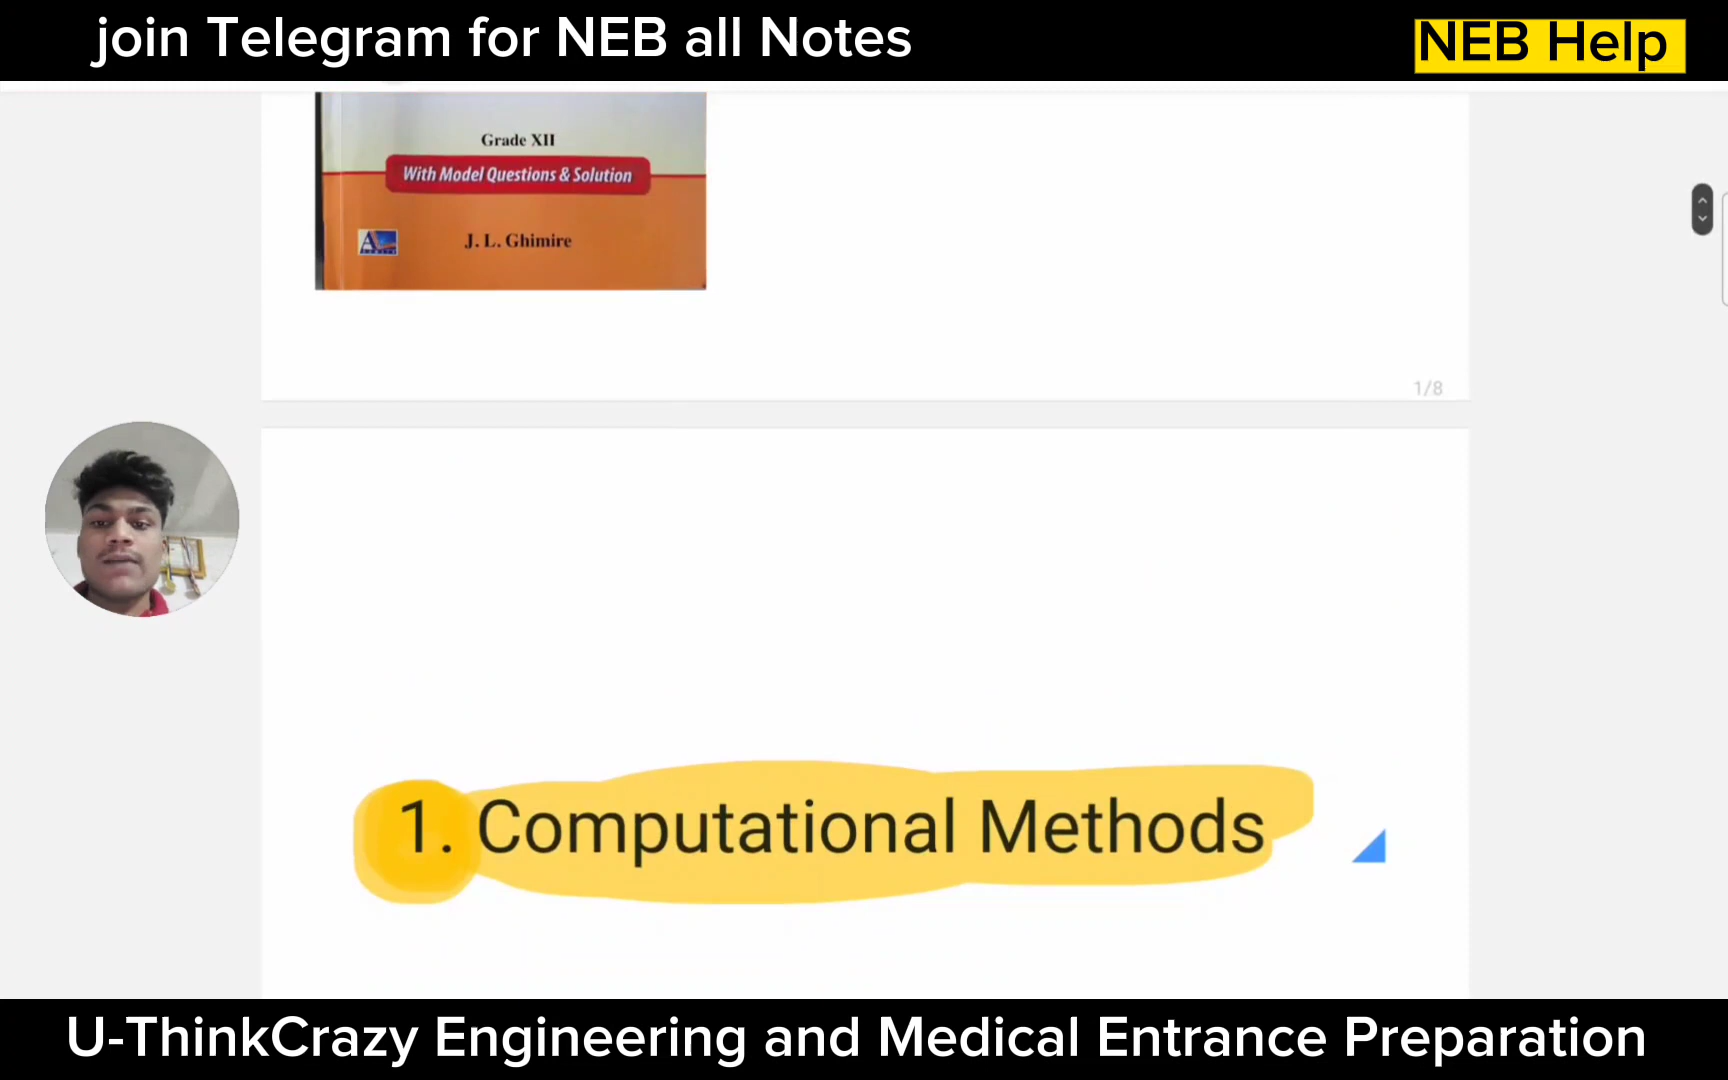 join Telegram for NEB all Notes
NEB Help
Grade XII
With Model Questions & Solution
J. L. Ghimire
1/8
1. Computational Methods
U-ThinkCrazy Engineering and Medical Entrance Preparation